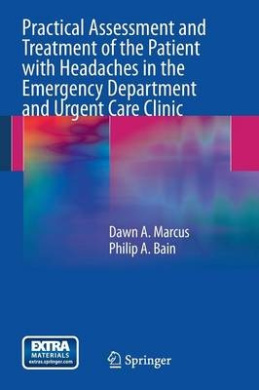 Practical Assessment and
Treatment of the Patient
with Headaches in the
Emergency Department
and Urgent Care Clinic
Dawn A. Marcus
Philip A. Bain
EXTRA
MATERIALS
extras.springer.com
Springer